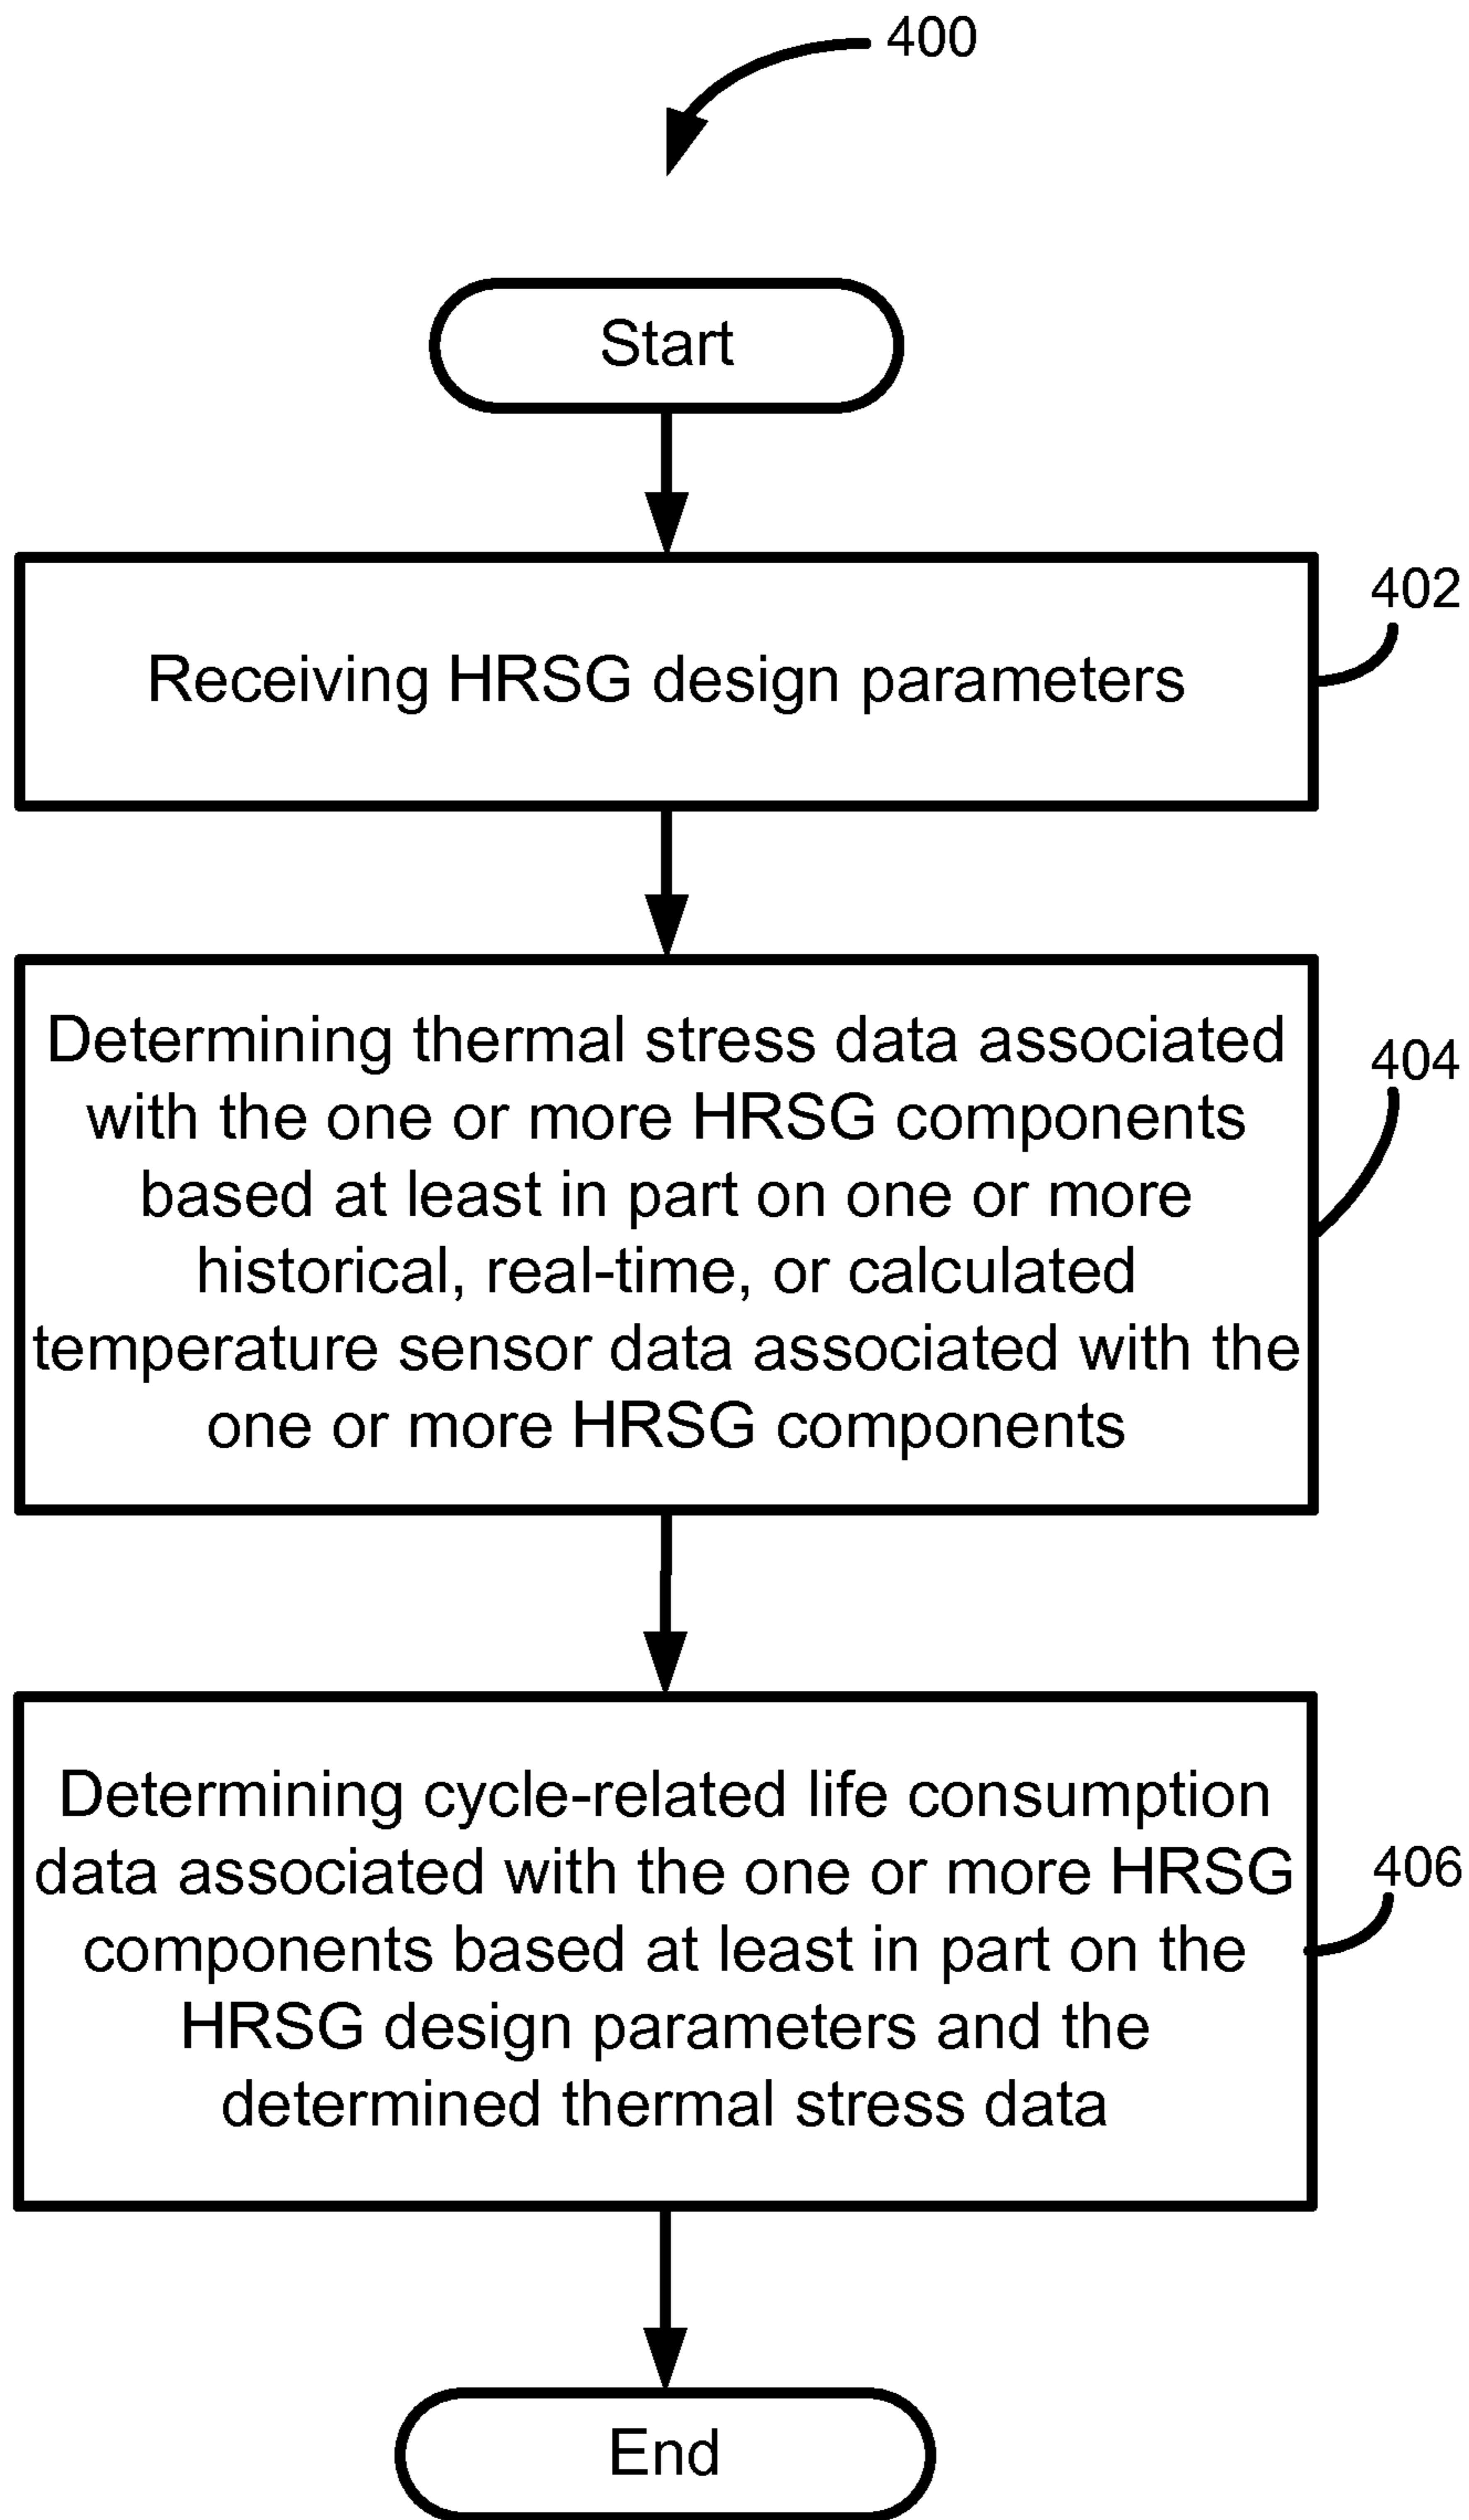 400
Start
402
Receiving HRSG design parameters
404
Determining thermal stress data associated
with the one or more HRSG components
based at least in part on one or more
historical, real-time, or calculated
temperature sensor data associated with the
one or more HRSG components
406
Determining cycle-related life consumption
data associated with the one or more HRSG
components based at least in part on the
HRSG design parameters and the
determined thermal stress data
End